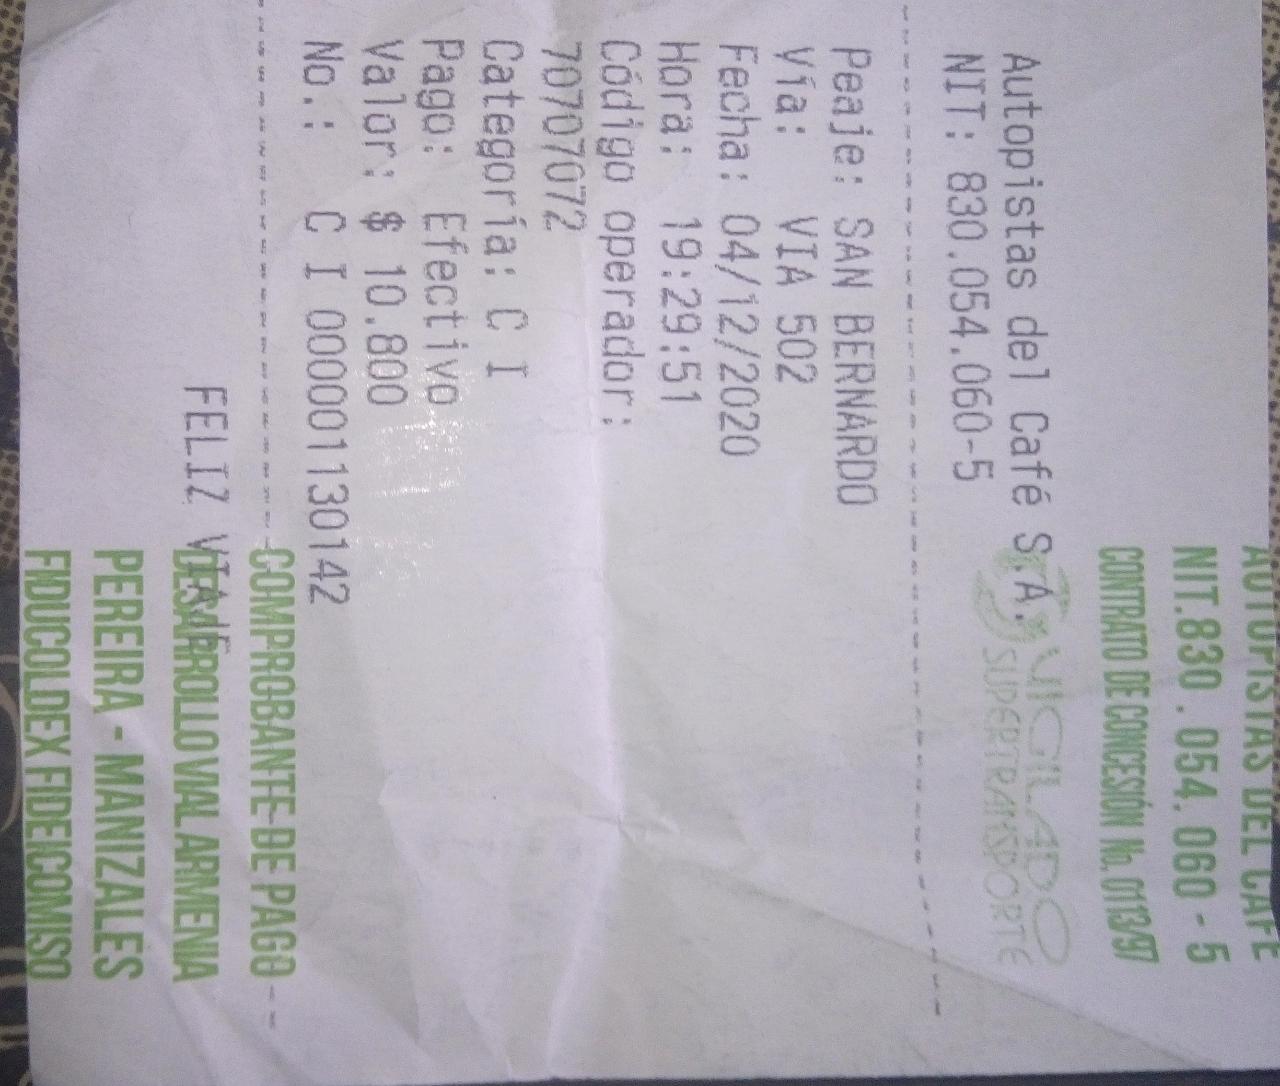 AUTOPISTAS DEL CAFE
NIT.830 . 054. 060 - 5
CONTRATO DE CONCESIÓN No. 0113/97
VIGILADO
SUPERTRANSPORTE
Autopistas del Café S.A.
NIT: 830.054.060-5
Peaje: SAN BERNARDO
Vía: VIA 502
Fecha: 04/12/2020
Hora: 19:29:51
Código operador:
70707072
Categoría: C I
Pago: Efectivo
Valor: $ 10.800
No.: C I 000001130142
COMPROBANTE DE PAGO
FELIZ VIAJE
DESARROLLO VIAL ARMENIA
PEREIRA - MANIZALES
FIDUCOLDEX FIDEICOMISO